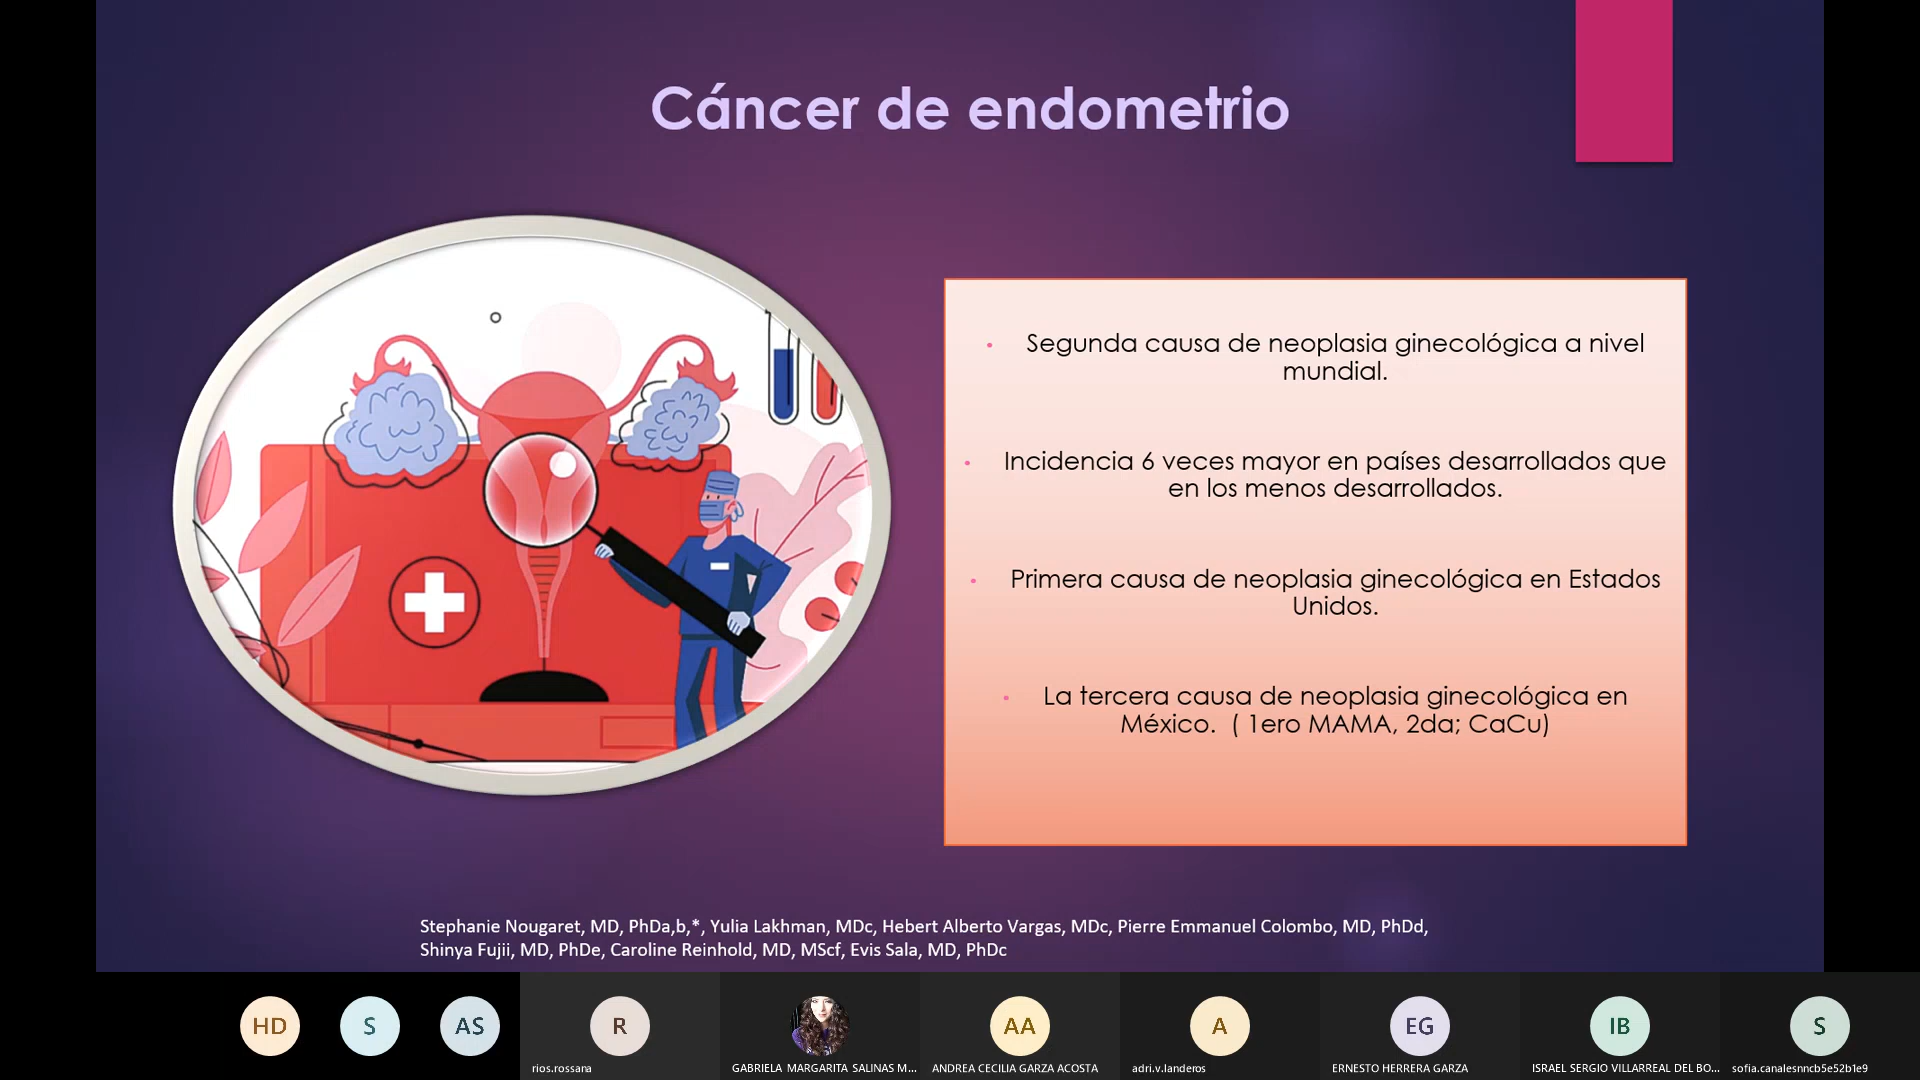 Cáncer de endometrio
• Segunda causa de neoplasia ginecológica a nivel
mundial.
• Incidencia 6 veces mayor en países desarrollados que
en los menos desarrollados.
• Primera causa de neoplasia ginecológica en Estados
Unidos.
• La tercera causa de neoplasia ginecológica en
México. ( 1ero MAMA, 2da; CaCu)
Stephanie Nougaret, MD, PhDa,b,*, Yulia Lakhman, MDc, Hebert Alberto Vargas, MDc, Pierre Emmanuel Colombo, MD, PhDd,
Shinya Fujii, MD, PhDe, Caroline Reinhold, MD, MScf, Evis Sala, MD, PhDc
HD
S
AS
R
AA
A
EG
IB
S
rios.rossana
GABRIELA MARGARITA SALINAS M...
ANDREA CECILIA GARZA ACOSTA
adri.v.landeros
ERNESTO HERRERA GARZA
ISRAEL SERGIO VILLARREAL DEL BO...
sofia.canalesnncb5e52b1e9